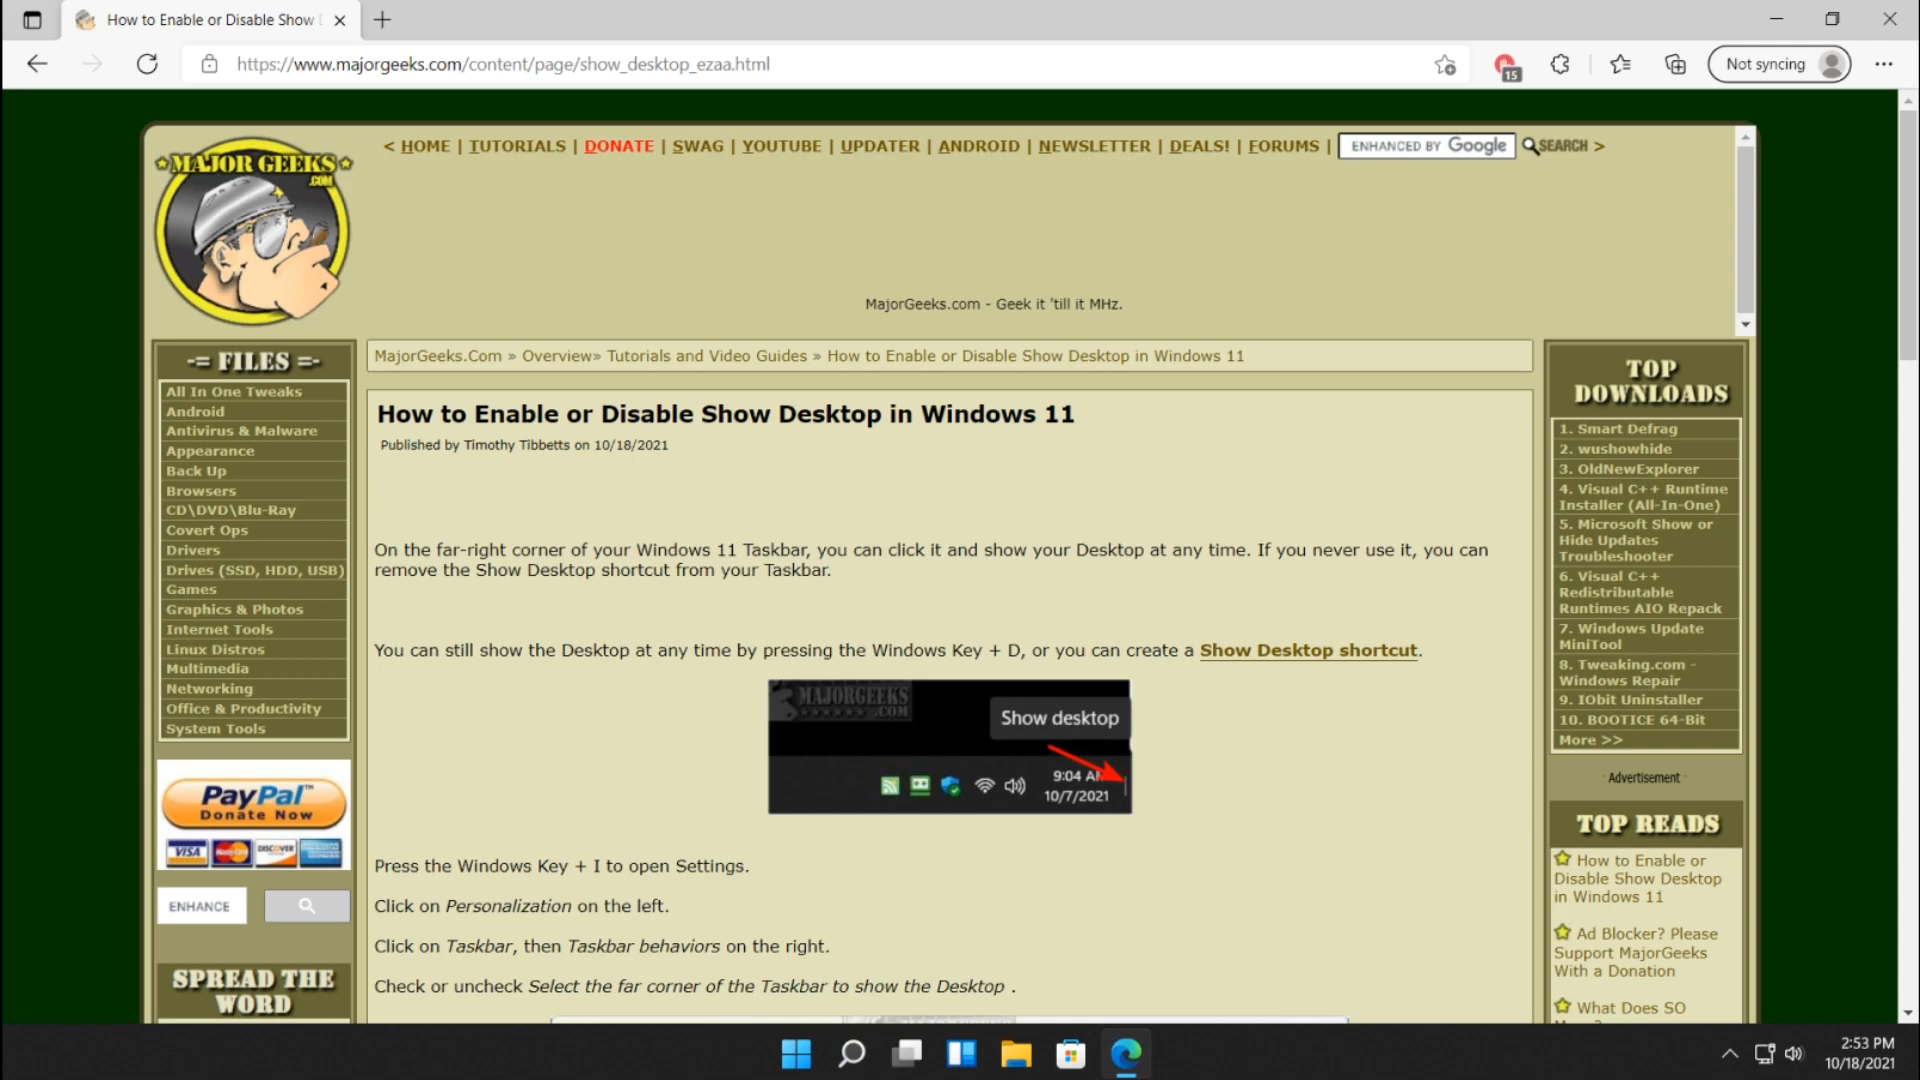 How to Enable or Disable Show
https://www.majorgeeks.com/content/page/show_desktop_ezaa.html
15
Not syncing
MAJOR GEEKS
.COM
< HOME | TUTORIALS | DONATE | SWAG | YOUTUBE | UPDATER | ANDROID | NEWSLETTER | DEALS! | FORUMS | ENHANCED BY Google SEARCH >
MajorGeeks.com - Geek it 'till it MHz.
-= FILES =-
All In One Tweaks
Android
Antivirus & Malware
Appearance
Back Up
Browsers
CD\DVD\Blu-Ray
Covert Ops
Drivers
Drives (SSD, HDD, USB)
Games
Graphics & Photos
Internet Tools
Linux Distros
Multimedia
Networking
Office & Productivity
System Tools
PayPal™
Donate Now
VISA MasterCard DISCOVER
ENHANCE
SPREAD THE
WORD
MajorGeeks.Com » Overview» Tutorials and Video Guides » How to Enable or Disable Show Desktop in Windows 11
How to Enable or Disable Show Desktop in Windows 11
Published by Timothy Tibbetts on 10/18/2021
On the far-right corner of your Windows 11 Taskbar, you can click it and show your Desktop at any time. If you never use it, you can
remove the Show Desktop shortcut from your Taskbar.
You can still show the Desktop at any time by pressing the Windows Key + D, or you can create a Show Desktop shortcut.
MAJORGEEKS
.COM
Show desktop
9:04 A
10/7/2021
Press the Windows Key + I to open Settings.
Click on Personalization on the left.
Click on Taskbar, then Taskbar behaviors on the right.
Check or uncheck Select the far corner of the Taskbar to show the Desktop .
TOP
DOWNLOADS
1. Smart Defrag
2. wushowhide
3. OldNewExplorer
4. Visual C++ Runtime
Installer (All-In-One)
5. Microsoft Show or
Hide Updates
Troubleshooter
6. Visual C++
Redistributable
Runtimes AIO Repack
7. Windows Update
MiniTool
8. Tweaking.com -
Windows Repair
9. IObit Uninstaller
10. BOOTICE 64-Bit
More >>
Advertisement
TOP READS
How to Enable or
Disable Show Desktop
in Windows 11
Ad Blocker? Please
Support MajorGeeks
With a Donation
What Does SO
2:53 PM
10/18/2021